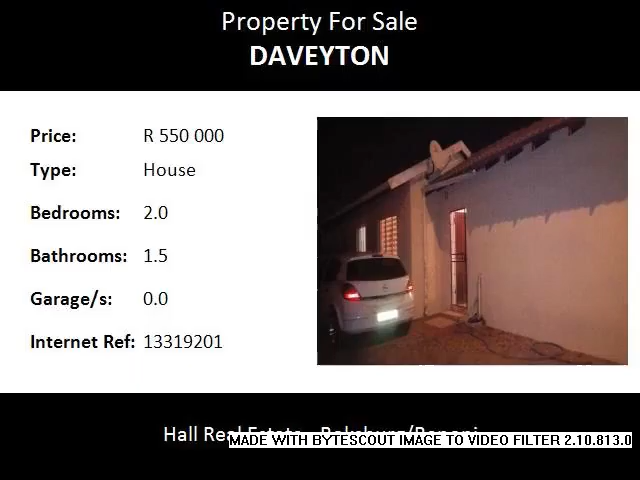 Property For Sale
DAVEYTON
Price: R 550 000
Type: House
Bedrooms: 2.0
Bathrooms: 1.5
Garage/s: 0.0
Internet Ref: 13319201
Hall Real Estate
MADE WITH BYTESCOUT IMAGE TO VIDEO FILTER 2.10.813.0